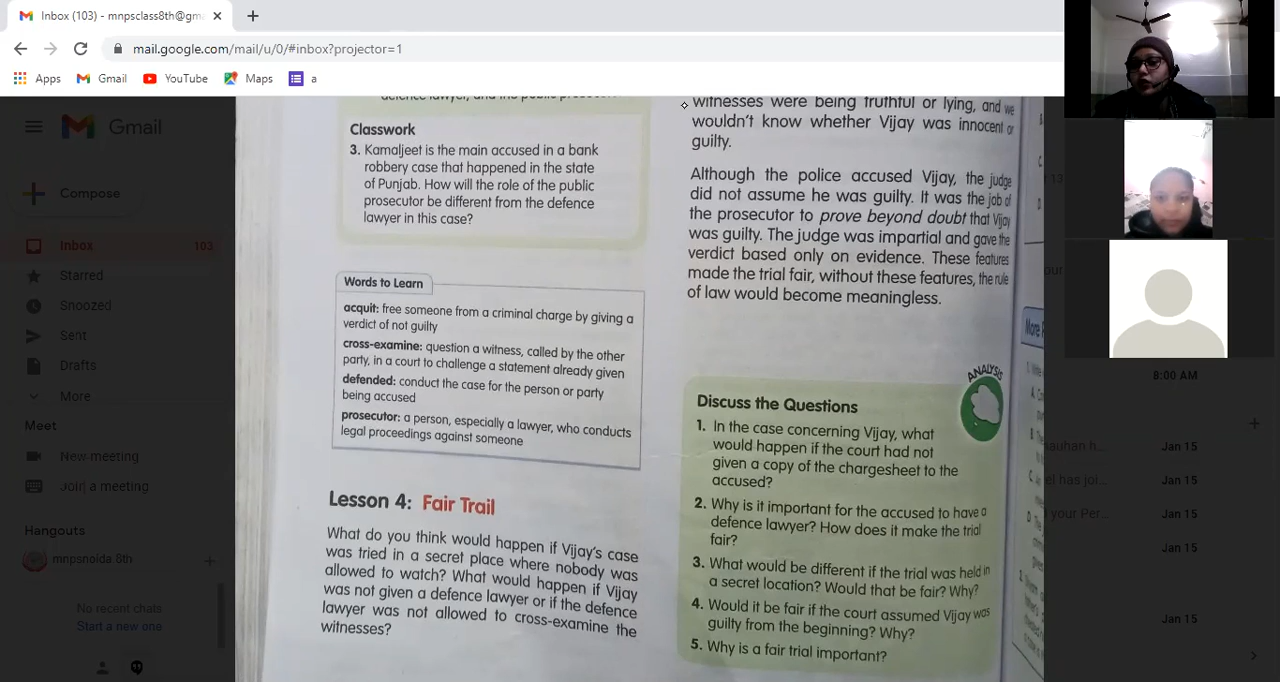 Inbox (103) - mnpsclass8th@gm
mail.google.com/mail/u/0/#inbox?projector=1
Apps
Gmail
YouTube
Maps
a
Gmail
Compose
Inbox 103
Starred
Snoozed
Sent
Drafts
More
Meet
New meeting
Join a meeting
Hangouts
mnpsnoida 8th
No recent chats
Start a new one
Classwork
3. Kamaljeet is the main accused in a bank
robbery case that happened in the state
of Punjab. How will the role of the public
prosecutor be different from the defence
lawyer in this case?
Words to Learn
acquit: free someone from a criminal charge by giving a
verdict of not guilty
cross-examine: question a witness, called by the other
party, in a court to challenge a statement already given
defended: conduct the case for the person or party
being accused
prosecutor: a person, especially a lawyer, who conducts
legal proceedings against someone
Lesson 4: Fair Trail
What do you think would happen if Vijay's case
was tried in a secret place where nobody was
allowed to watch? What would happen if Vijay
was not given a defence lawyer or if the defence
lawyer was not allowed to cross-examine the
witnesses?
witnesses were being truthful or lying, and we
wouldn't know whether Vijay was innocent or
guilty.
Although the police accused Vijay, the judge
did not assume he was guilty. It was the job of
the prosecutor to prove beyond doubt that Vijay
was guilty. The judge was impartial and gave the
verdict based only on evidence. These features
made the trial fair, without these features, the rule
of law would become meaningless.
ANALYSIS
Discuss the Questions
1. In the case concerning Vijay, what
would happen if the court had not
given a copy of the chargesheet to the
accused?
2. Why is it important for the accused to have a
defence lawyer? How does it make the trial
fair?
3. What would be different if the trial was held in
a secret location? Would that be fair? Why?
4. Would it be fair if the court assumed Vijay was
guilty from the beginning? Why?
5. Why is a fair trial important?
8:00 AM
Jan 15
Jan 15
Jan 15
Jan 15
Jan 15